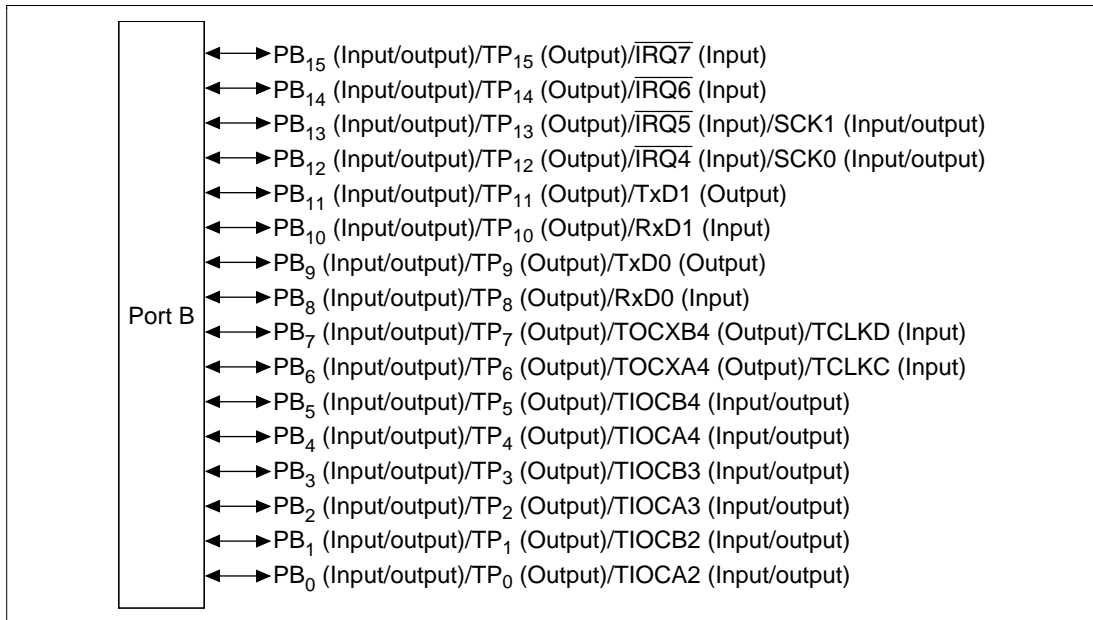 PB15 (Input/output)/TP15 (Output)/I̅R̅Q̅7̅ (Input)
PB14 (Input/output)/TP14 (Output)/I̅R̅Q̅6̅ (Input)
PB13 (Input/output)/TP13 (Output)/I̅R̅Q̅5̅ (Input)/SCK1 (Input/output)
PB12 (Input/output)/TP12 (Output)/I̅R̅Q̅4̅ (Input)/SCK0 (Input/output)
PB11 (Input/output)/TP11 (Output)/TxD1 (Output)
PB10 (Input/output)/TP10 (Output)/RxD1 (Input)
PB9 (Input/output)/TP9 (Output)/TxD0 (Output)
PB8 (Input/output)/TP8 (Output)/RxD0 (Input)
Port B
PB7 (Input/output)/TP7 (Output)/TOCXB4 (Output)/TCLKD (Input)
PB6 (Input/output)/TP6 (Output)/TOCXA4 (Output)/TCLKC (Input)
PB5 (Input/output)/TP5 (Output)/TIOCB4 (Input/output)
PB4 (Input/output)/TP4 (Output)/TIOCA4 (Input/output)
PB3 (Input/output)/TP3 (Output)/TIOCB3 (Input/output)
PB2 (Input/output)/TP2 (Output)/TIOCA3 (Input/output)
PB1 (Input/output)/TP1 (Output)/TIOCB2 (Input/output)
PB0 (Input/output)/TP0 (Output)/TIOCA2 (Input/output)